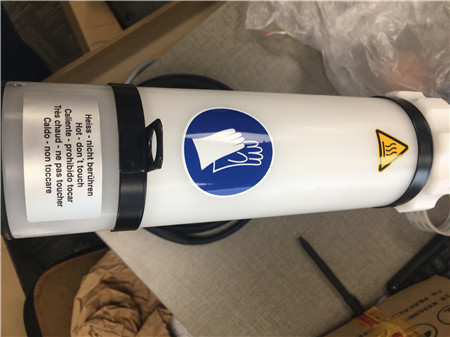 Heiss - nicht berühren
Hot - don´t touch
Caliente - prohibido tocar
Très chaud - ne pas toucher
Caldo - non toccare